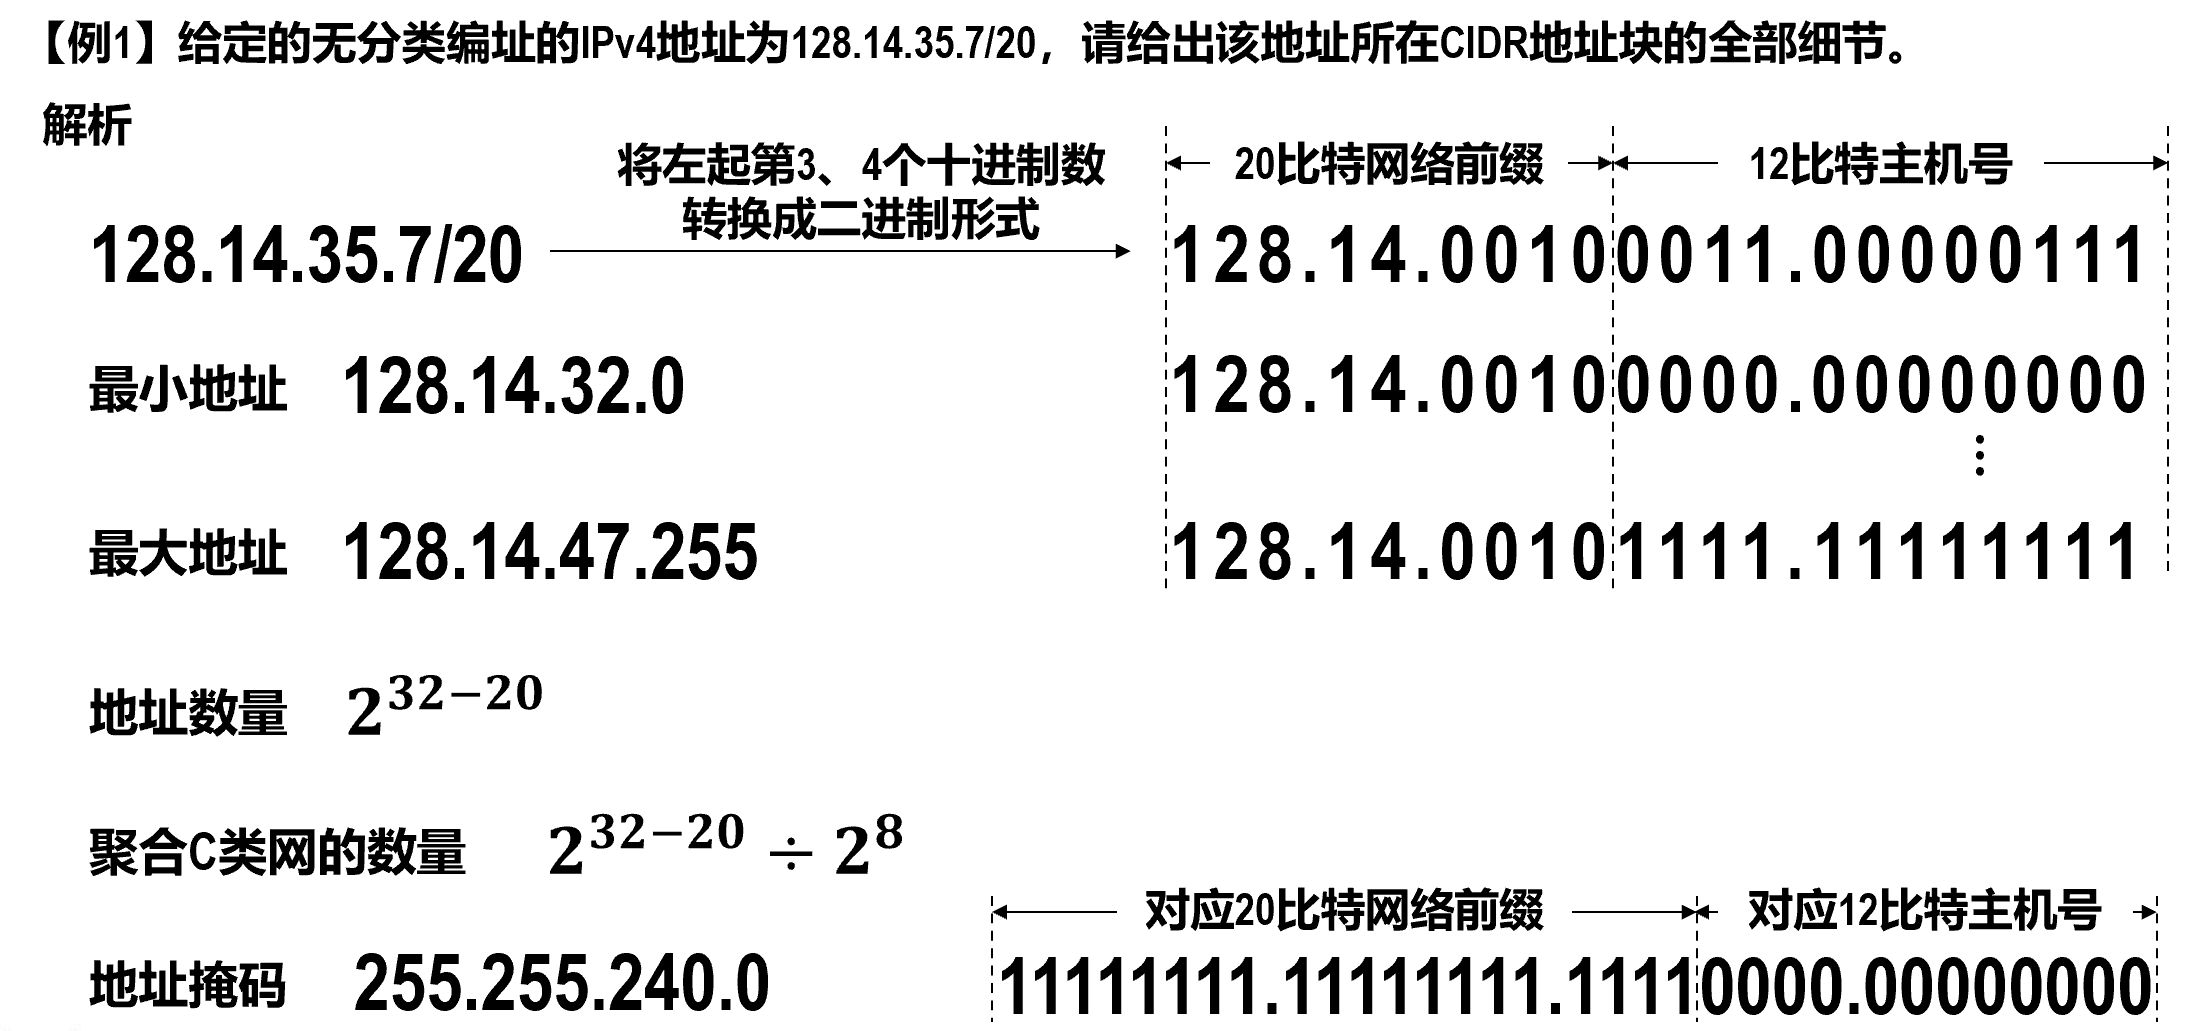 【例1】给定的无分类编址的IPv4地址为128.14.35.7/20，请给出该地址所在CIDR地址块的全部细节。
解析
将左起第3、4个十进制数
转换成二进制形式
20比特网络前缀 12比特主机号
128.14.35.7/20 128.14.00100011.00000111
最小地址 128.14.32.0 128.14.00100000.00000000
⋮
最大地址 128.14.47.255 128.14.00101111.11111111
地址数量 2^{32−20}
聚合C类网的数量 2^{32−20} ÷ 2^8
对应20比特网络前缀 对应12比特主机号
地址掩码 255.255.240.0 11111111.11111111.11110000.00000000